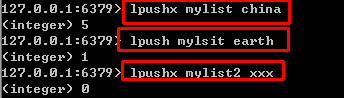 127.0.0.1:6379> lpushx mylist china
(integer) 5
127.0.0.1:6379> lpush mylsit earth
(integer) 1
127.0.0.1:6379> lpushx mylist2 xxx
(integer) 0